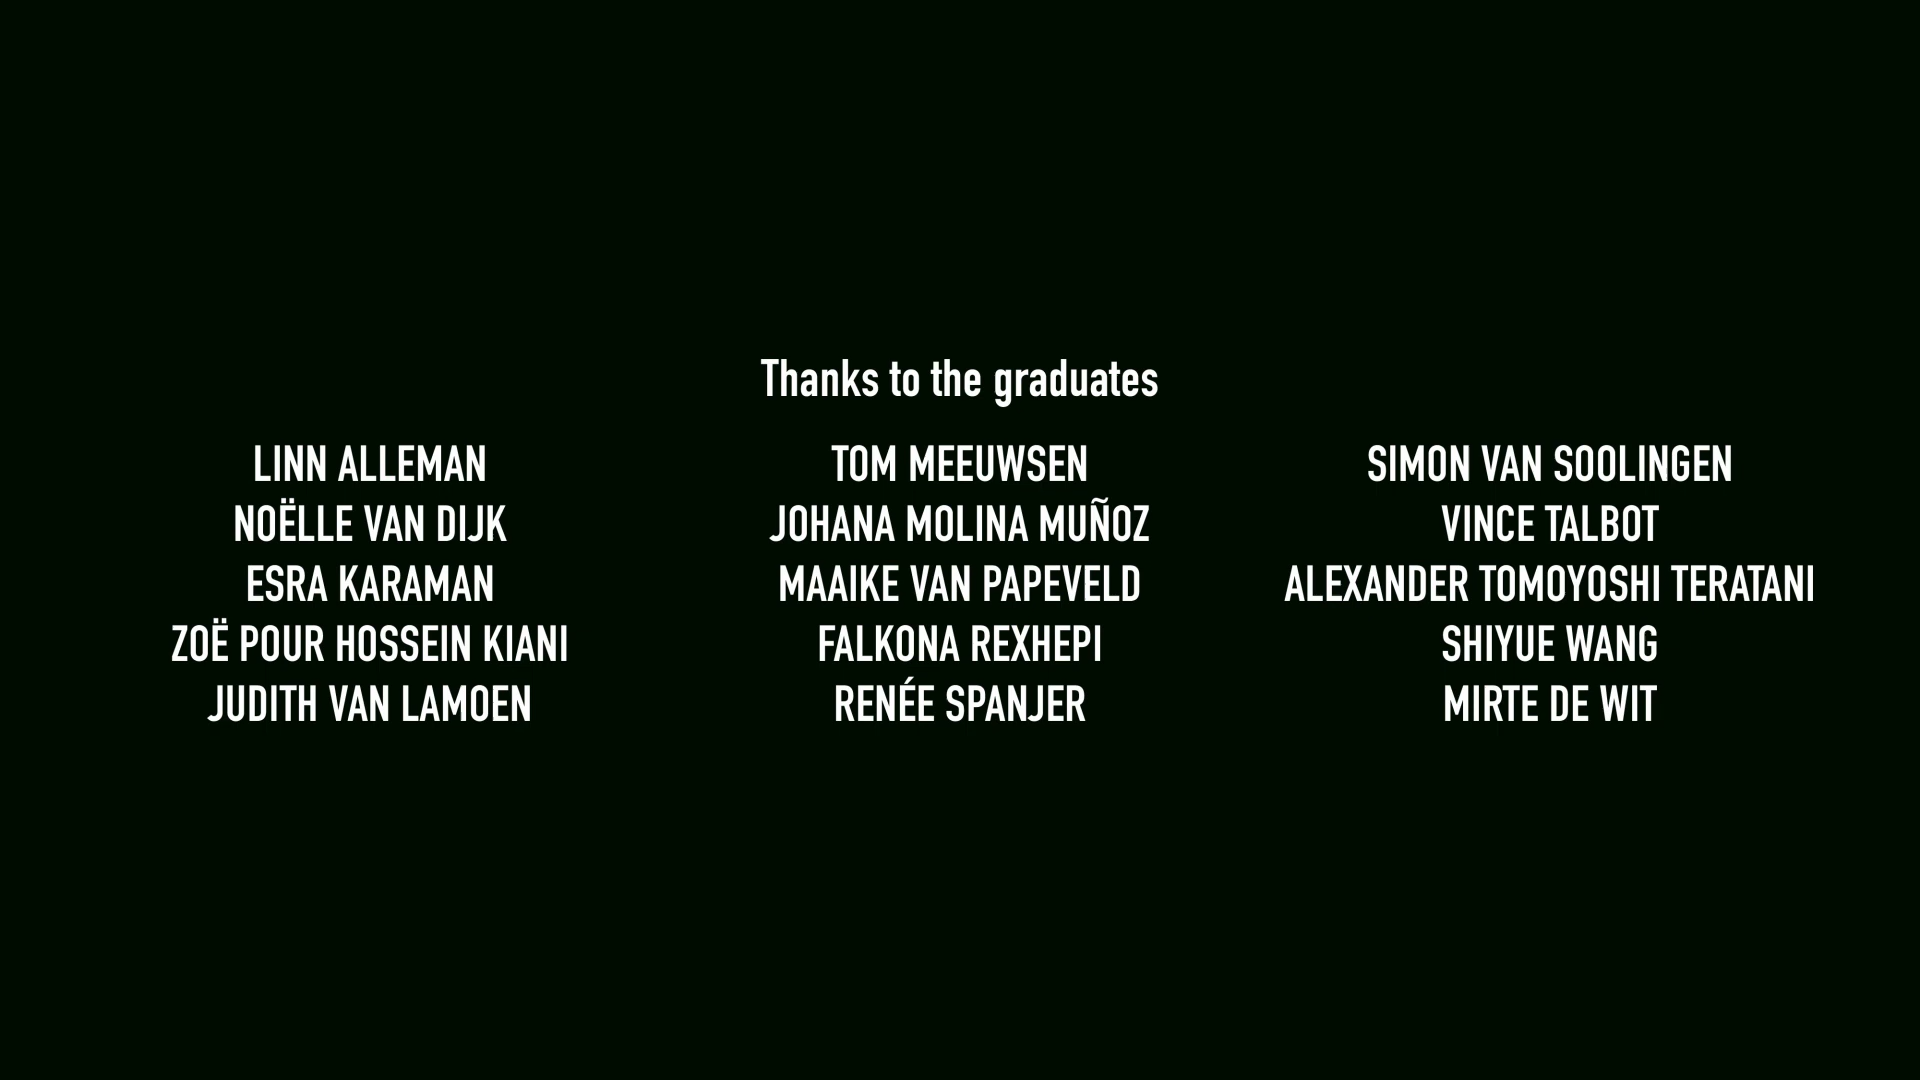 Thanks to the graduates
LINN ALLEMAN
NOËLLE VAN DIJK
ESRA KARAMAN
ZOË POUR HOSSEIN KIANI
JUDITH VAN LAMOEN
TOM MEEUWSEN
JOHANA MOLINA MUÑOZ
MAAIKE VAN PAPEVELD
FALKONA REXHEPI
RENÉE SPANJER
SIMON VAN SOOLINGEN
VINCE TALBOT
ALEXANDER TOMOYOSHI TERATANI
SHIYUE WANG
MIRTE DE WIT